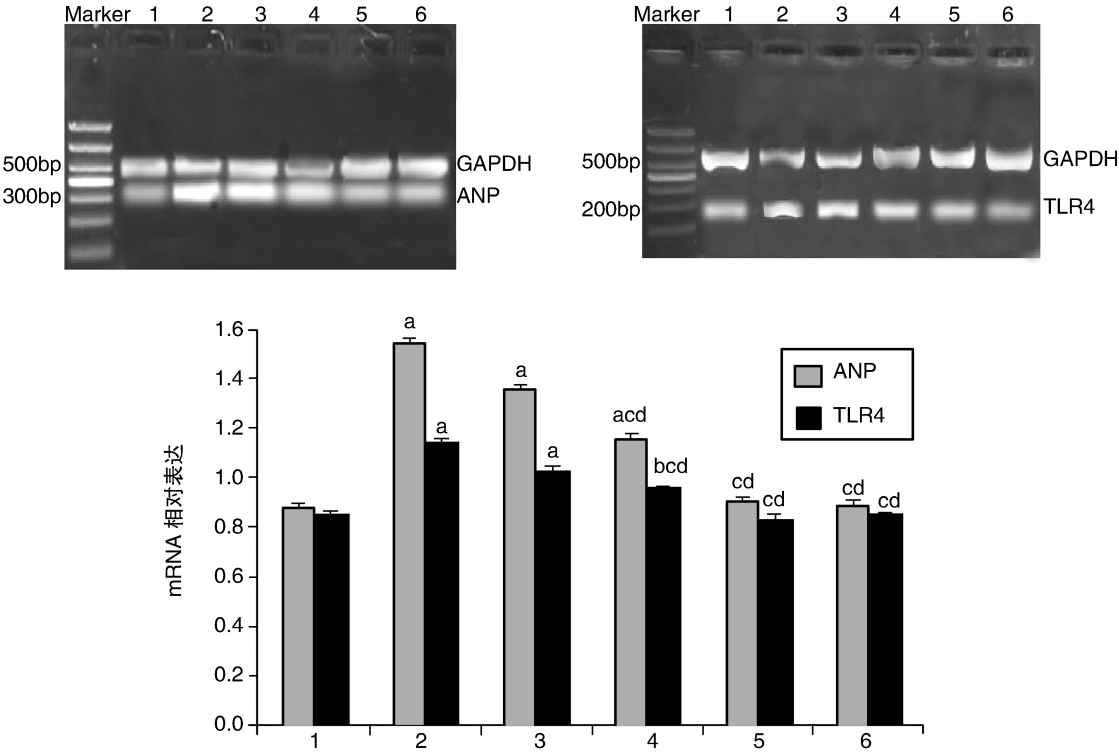 Marker 1 2 3 4 5 6
500bp GAPDH
300bp ANP
Marker 1 2 3 4 5 6
500bp GAPDH
200bp TLR4
mRNA 相对表达
1.6
1.4
1.2
1.0
0.8
0.6
0.4
0.2
0.0
a
a
a
a
acd
bcd
cd
cd
cd
cd
ANP
TLR4
1 2 3 4 5 6